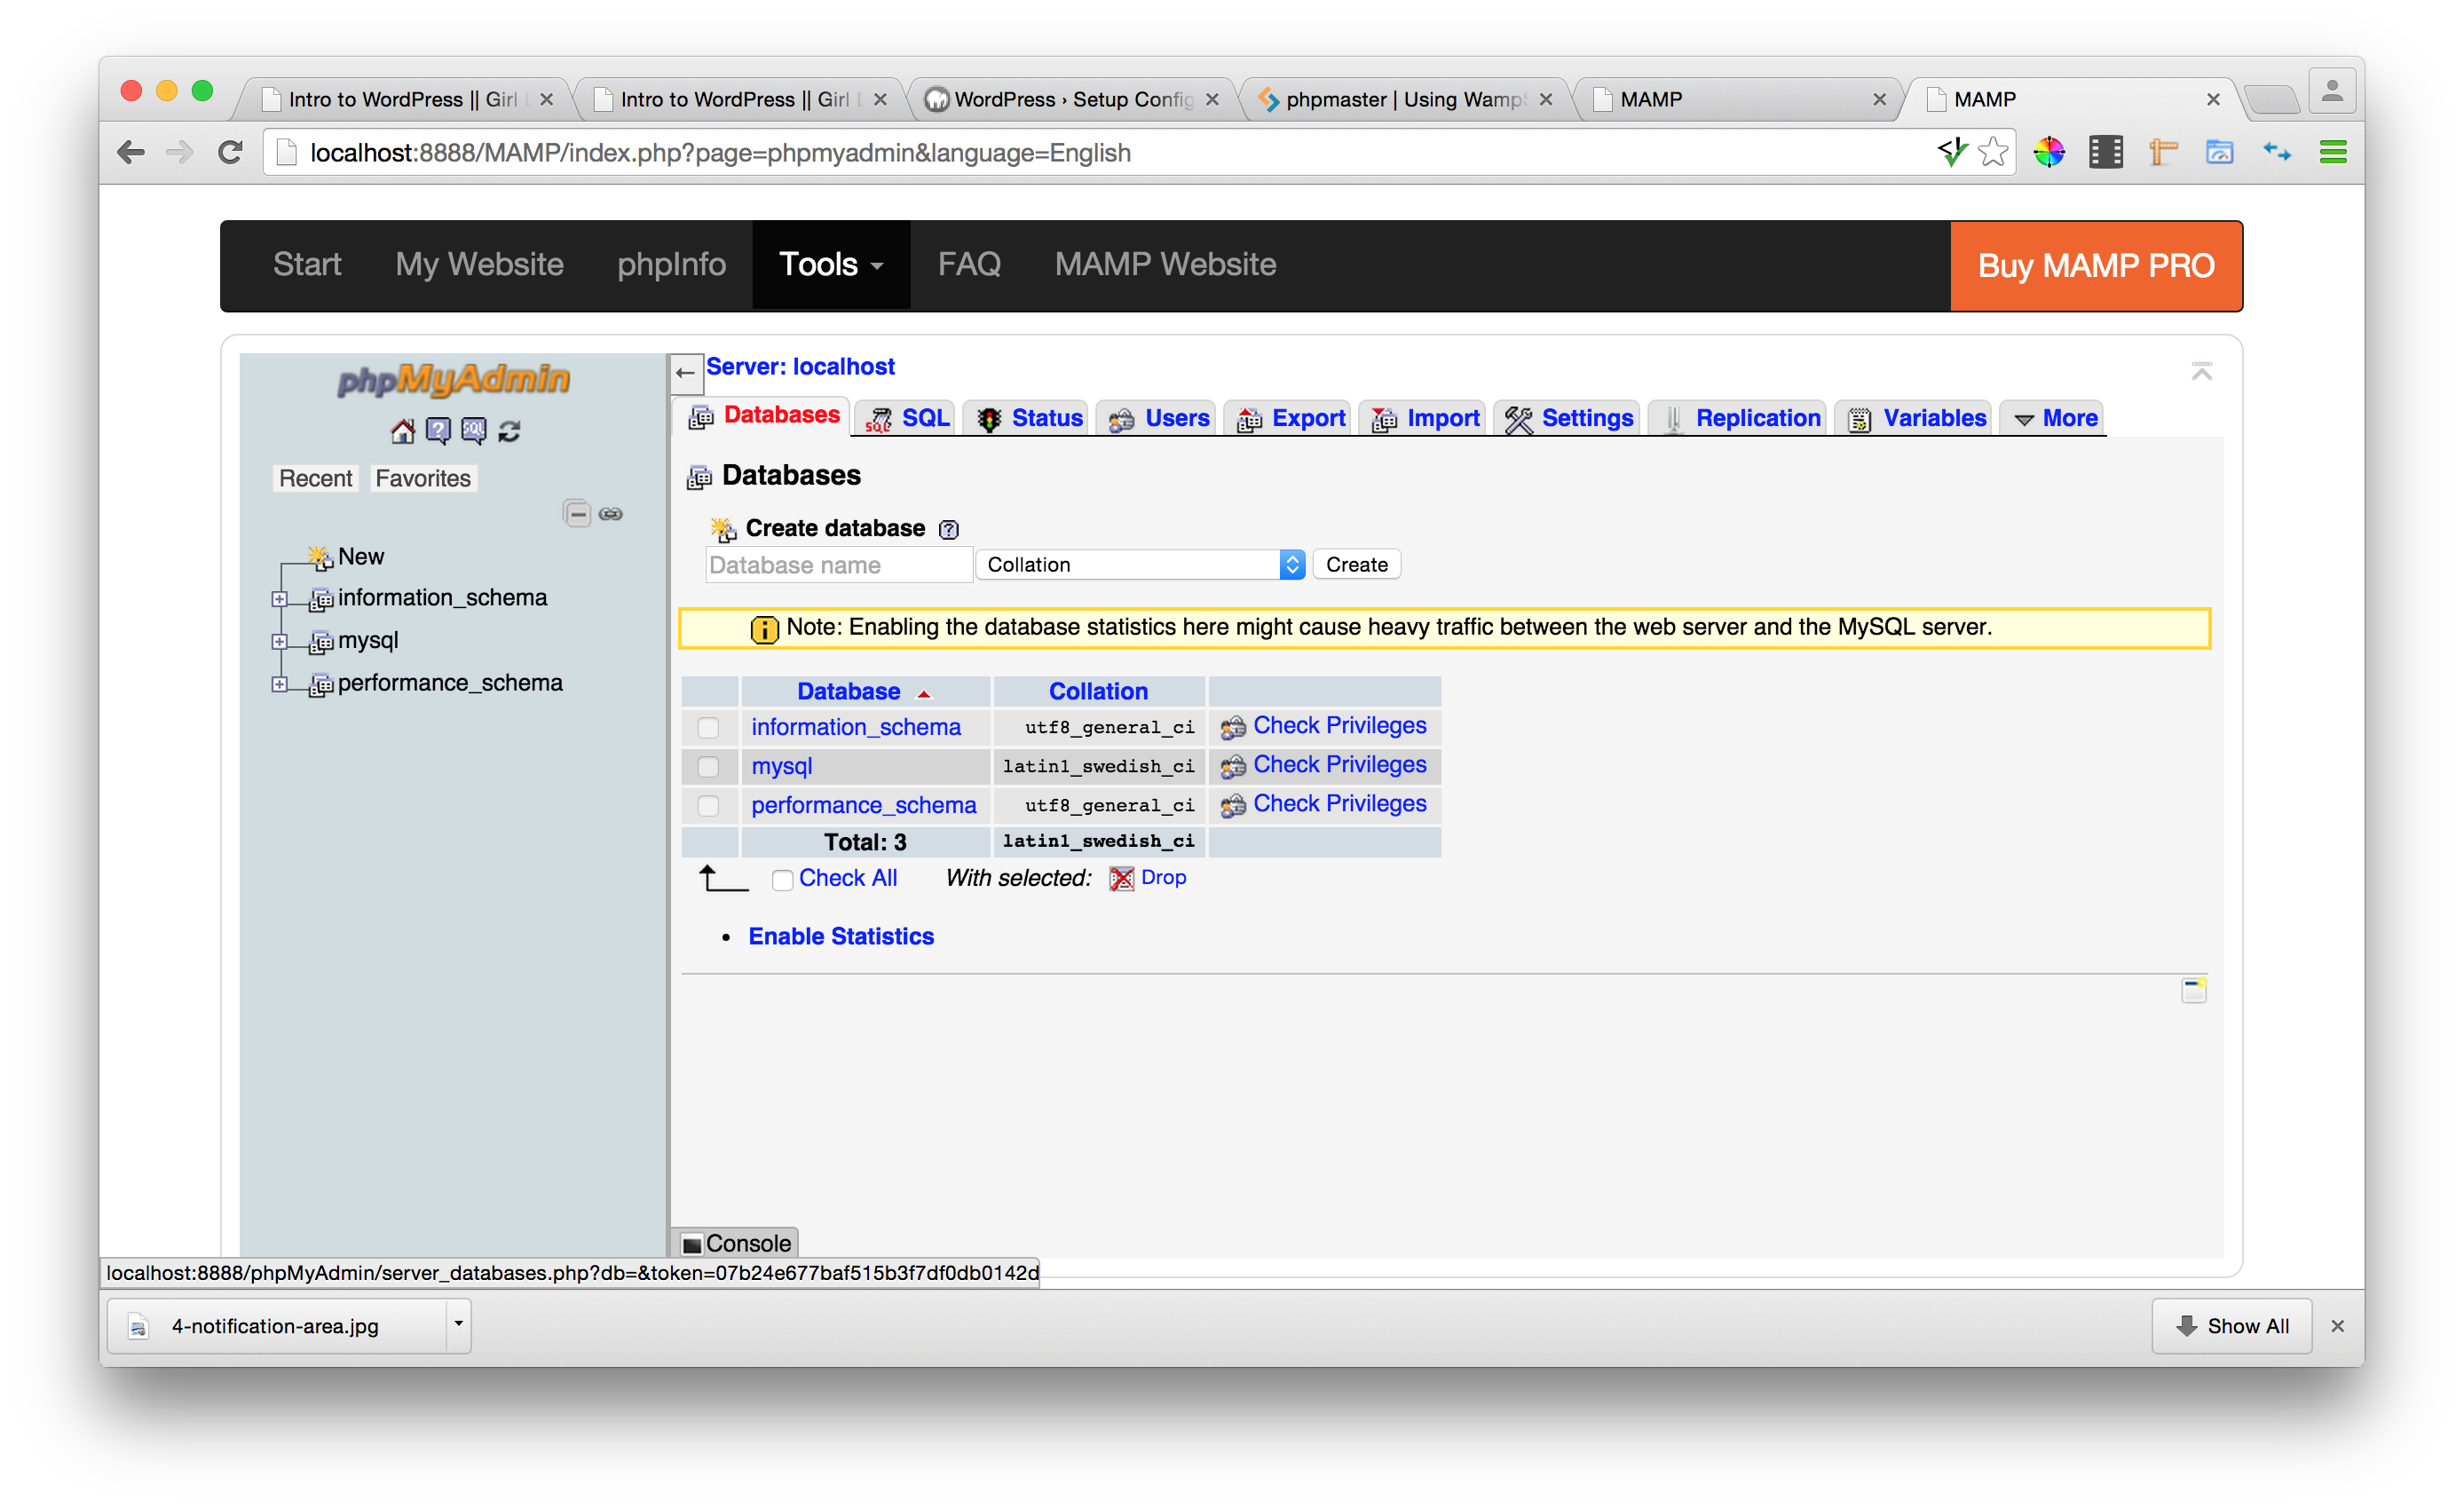 Intro to WordPress || Girl
Intro to WordPress || Girl
WordPress › Setup Config
phpmaster | Using Wamp
MAMP
MAMP
localhost:8888/MAMP/index.php?page=phpmyadmin&language=English
Start My Website phpInfo Tools FAQ MAMP Website Buy MAMP PRO
phpMyAdmin
Recent Favorites
New
information_schema
mysql
performance_schema
Server: localhost
Databases SQL Status Users Export Import Settings Replication Variables More
Databases
Create database
Database name Collation Create
Note: Enabling the database statistics here might cause heavy traffic between the web server and the MySQL server.
Database Collation
information_schema utf8_general_ci Check Privileges
mysql latin1_swedish_ci Check Privileges
performance_schema utf8_general_ci Check Privileges
Total: 3 latin1_swedish_ci
Check All With selected: Drop
Enable Statistics
Console
localhost:8888/phpMyAdmin/server_databases.php?db=&token=07b24e677baf515b3f7df0db0142d
4-notification-area.jpg Show All